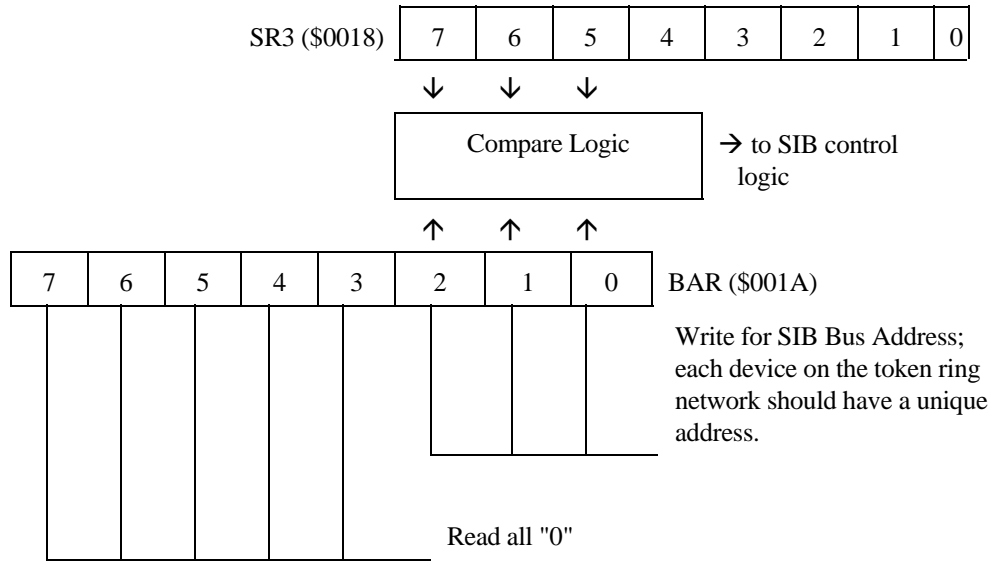 SR3 ($0018) 7 6 5 4 3 2 1 0
Compare Logic → to SIB control
logic
7 6 5 4 3 2 1 0 BAR ($001A)
Write for SIB Bus Address;
each device on the token ring
network should have a unique
address.
Read all "0"